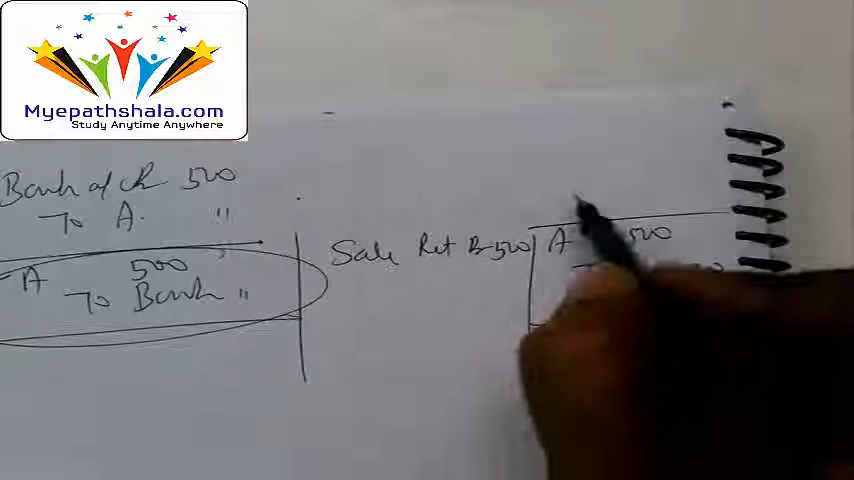 Myepathshala.com
Study Anytime Anywhere
Bank a/c Dr 500
To A. "
A 500
To Bank "
Sale Ret B-500
A 500